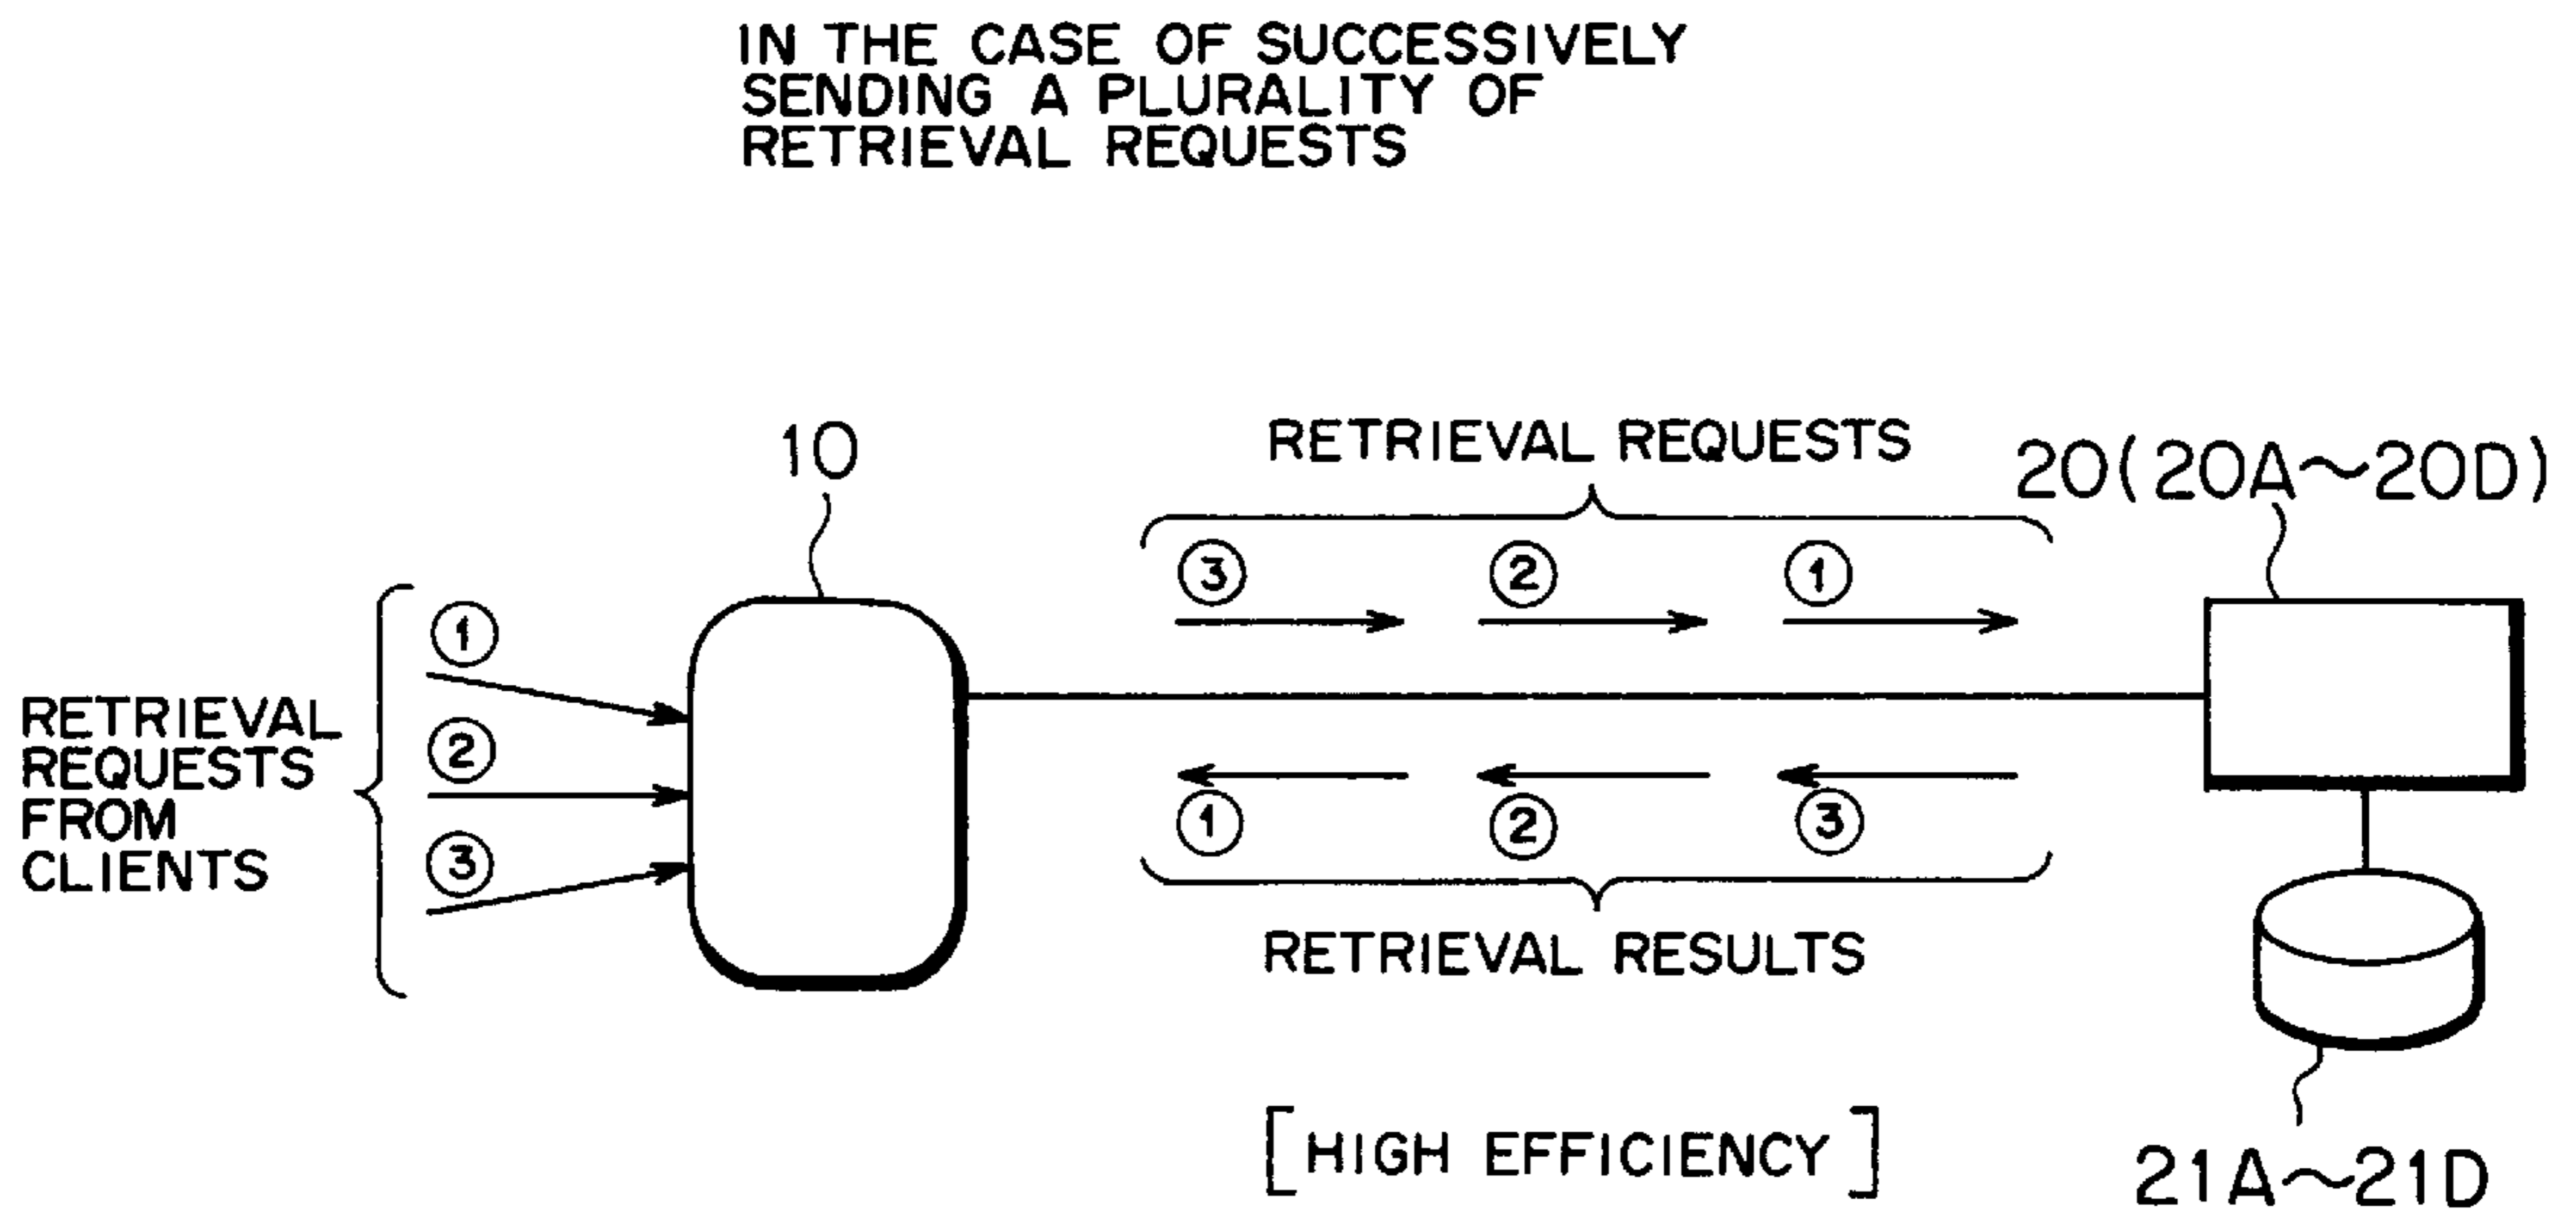 IN THE CASE OF SUCCESSIVELY
SENDING A PLURALITY OF
RETRIEVAL REQUESTS
10
RETRIEVAL REQUESTS
20(20A～20D)
③ ② ①
①
②
③
RETRIEVAL
REQUESTS
FROM
CLIENTS
① ② ③
RETRIEVAL RESULTS
[HIGH EFFICIENCY]
21A～21D